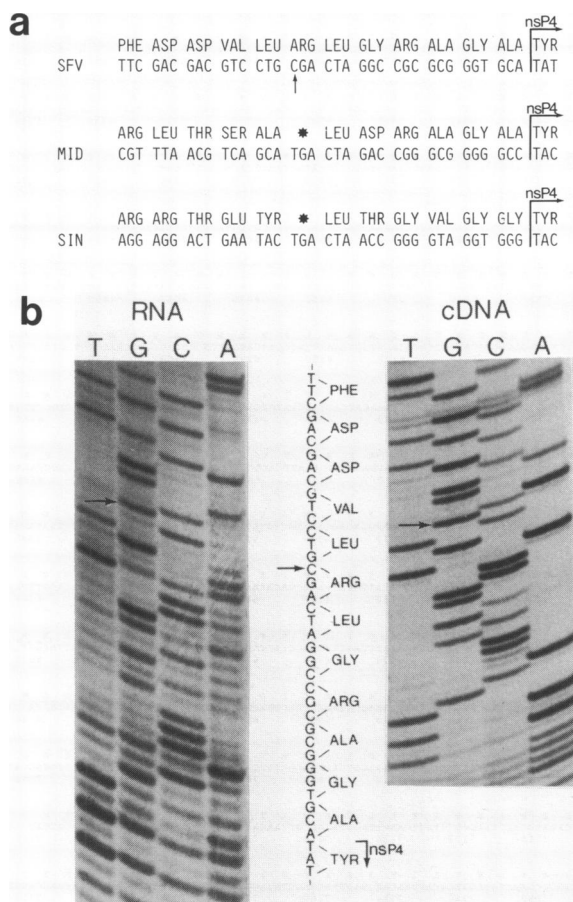 a
nsP4
PHE ASP ASP VAL LEU ARG LEU GLY ARG ALA GLY ALA TYR
SFV TTC GAC GAC GTC CTG CGA CTA GGC CGC GCG GGT GCA TAT
nsP4
ARG LEU THR SER ALA * LEU ASP ARG ALA GLY ALA TYR
MID CGT TTA ACG TCA GCA TGA CTA GAC CGG GCG GGG GCC TAC
nsP4
ARG ARG THR GLU TYR * LEU THR GLY VAL GLY GLY TYR
SIN AGG AGG ACT GAA TAC TGA CTA ACC GGG GTA GGT GGG TAC
b
RNA
T G C A
cDNA
T G C A
T
T
C PHE
G
A
C ASP
G
A
C ASP
G
T
C VAL
C
T
G LEU
C
G
A ARG
C
T
A LEU
G
G
C GLY
C
G
C ARG
G
C
G ALA
G
G
T GLY
G
C
A ALA
T
A
T TYR nsP4